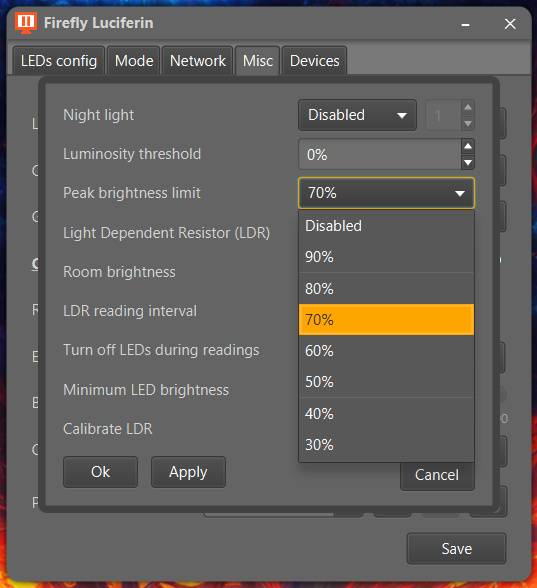 Firefly Luciferin
LEDs config Mode Network Misc Devices
Night light Disabled 1
Luminosity threshold 0%
Peak brightness limit 70%
Light Dependent Resistor (LDR) Disabled
Room brightness 90%
80%
LDR reading interval 70%
Turn off LEDs during readings 60%
Minimum LED brightness 50%
40%
Calibrate LDR 30%
Ok Apply Cancel
Save